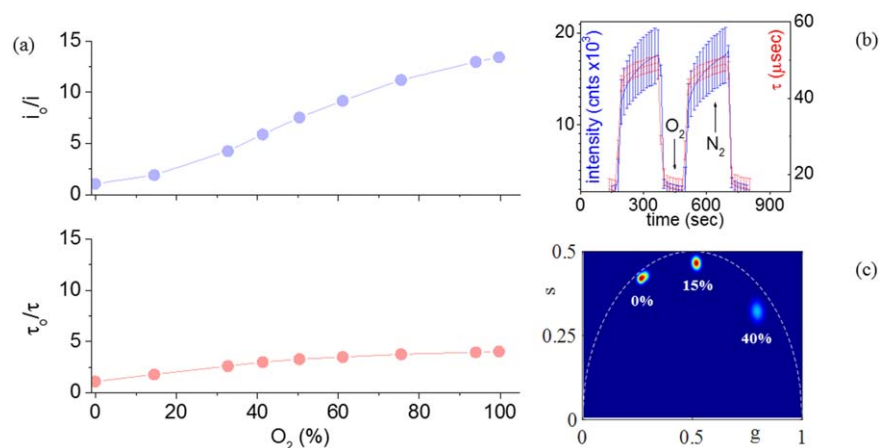 (a)
15
10
5
0
i₀/i
15
10
5
0
τ₀/τ
0 20 40 60 80 100
O₂ (%)
(b)
intensity (cnts x10³)
20
10
60
40
20
τ (μsec)
O₂
N₂
0 300 600 900
time (sec)
(c)
s
0.5
0.25
0
0%
15%
40%
0 0.5 g 1